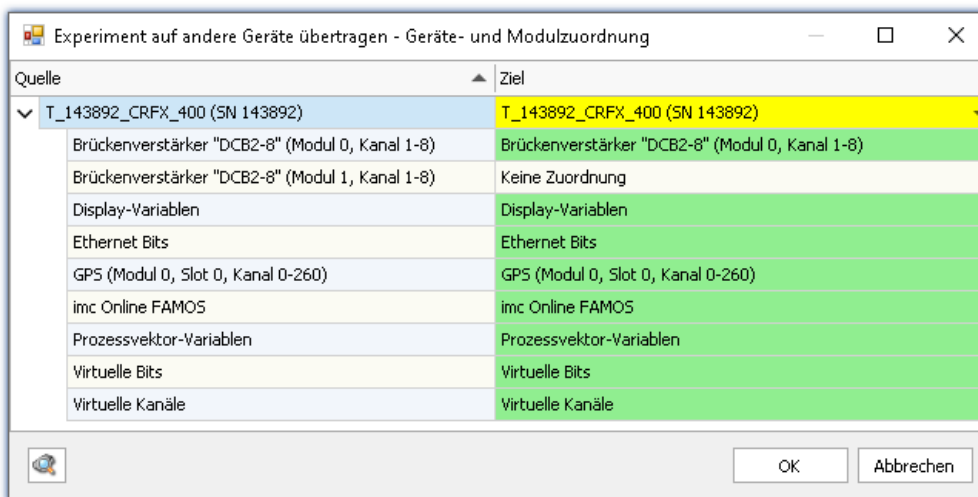 Experiment auf andere Geräte übertragen - Geräte- und Modulzuordnung
Quelle Ziel
T_143892_CRFX_400 (SN 143892) T_143892_CRFX_400 (SN 143892)
Brückenverstärker "DCB2-8" (Modul 0, Kanal 1-8) Brückenverstärker "DCB2-8" (Modul 0, Kanal 1-8)
Brückenverstärker "DCB2-8" (Modul 1, Kanal 1-8) Keine Zuordnung
Display-Variablen Display-Variablen
Ethernet Bits Ethernet Bits
GPS (Modul 0, Slot 0, Kanal 0-260) GPS (Modul 0, Slot 0, Kanal 0-260)
imc Online FAMOS imc Online FAMOS
Prozessvektor-Variablen Prozessvektor-Variablen
Virtuelle Bits Virtuelle Bits
Virtuelle Kanäle Virtuelle Kanäle
OK Abbrechen